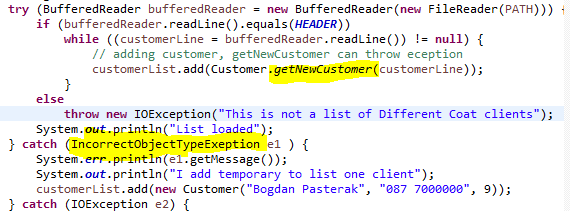 try (BufferedReader bufferedReader = new BufferedReader(new FileReader(PATH))) {
if (bufferedReader.readLine().equals(HEADER))
while ((customerLine = bufferedReader.readLine()) != null) {
// adding customer, getNewCustomer can throw eception
customerList.add(Customer.getNewCustomer(customerLine));
}
else
throw new IOException("This is not a list of Different Coat clients");
System.out.println("List loaded");
} catch (IncorrectObjectTypeExeption e1 ) {
System.err.println(e1.getMessage());
System.out.println("I add temporary to list one client");
customerList.add(new Customer("Bogdan Pasterak", "087 7000000", 9));
} catch (IOException e2) {